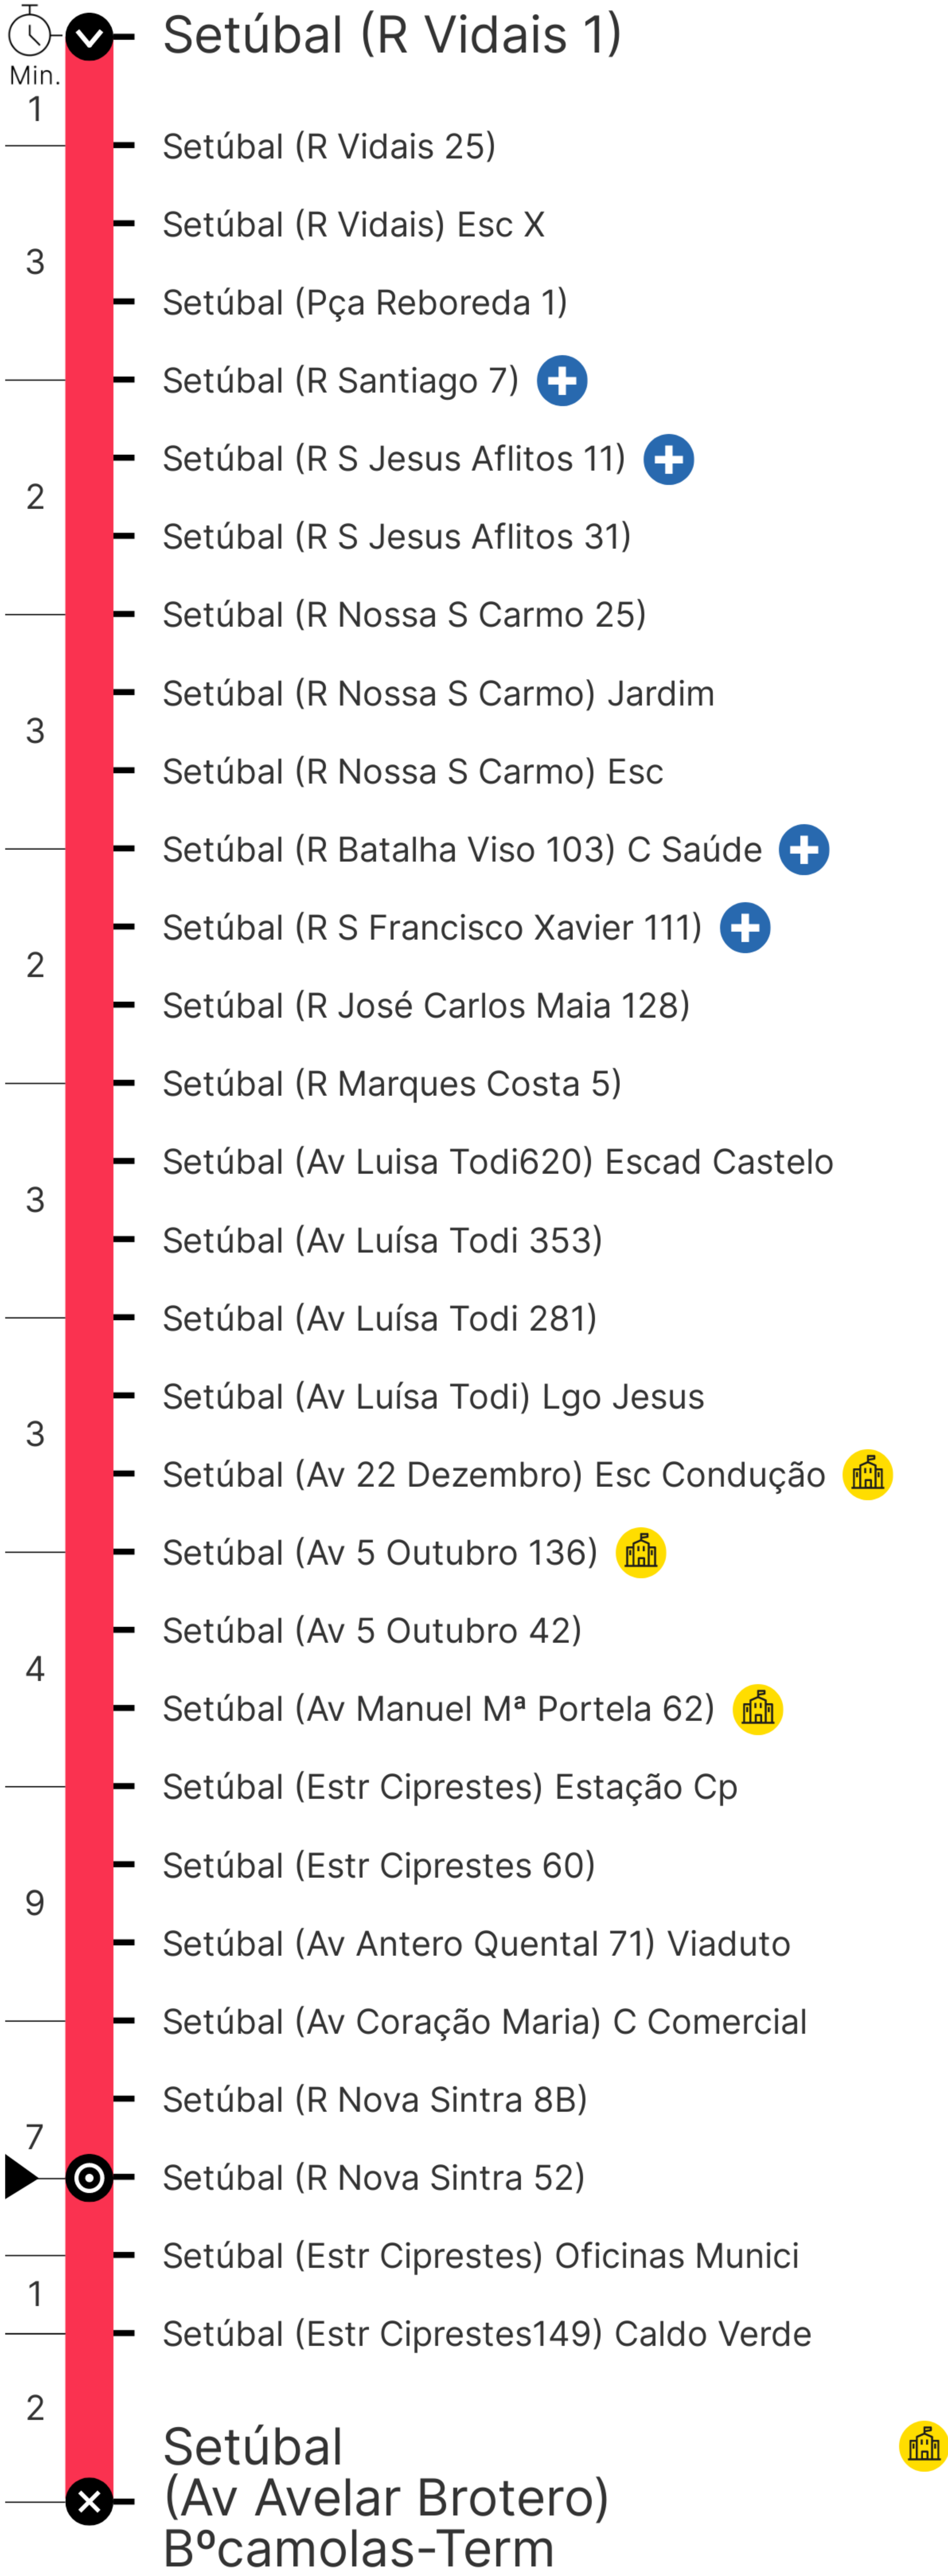 Setúbal (R Vidais 1)
Min.
1
Setúbal (R Vidais 25)
Setúbal (R Vidais) Esc X
3
Setúbal (Pça Reboreda 1)
Setúbal (R Santiago 7)
Setúbal (R S Jesus Aflitos 11)
2
Setúbal (R S Jesus Aflitos 31)
Setúbal (R Nossa S Carmo 25)
Setúbal (R Nossa S Carmo) Jardim
3
Setúbal (R Nossa S Carmo) Esc
Setúbal (R Batalha Viso 103) C Saúde
Setúbal (R S Francisco Xavier 111)
2
Setúbal (R José Carlos Maia 128)
Setúbal (R Marques Costa 5)
Setúbal (Av Luisa Todi620) Escad Castelo
3
Setúbal (Av Luísa Todi 353)
Setúbal (Av Luísa Todi 281)
Setúbal (Av Luísa Todi) Lgo Jesus
3
Setúbal (Av 22 Dezembro) Esc Condução
Setúbal (Av 5 Outubro 136)
Setúbal (Av 5 Outubro 42)
4
Setúbal (Av Manuel Mª Portela 62)
Setúbal (Estr Ciprestes) Estação Cp
Setúbal (Estr Ciprestes 60)
9
Setúbal (Av Antero Quental 71) Viaduto
Setúbal (Av Coração Maria) C Comercial
Setúbal (R Nova Sintra 8B)
7
Setúbal (R Nova Sintra 52)
Setúbal (Estr Ciprestes) Oficinas Munici
1
Setúbal (Estr Ciprestes149) Caldo Verde
2
Setúbal
(Av Avelar Brotero)
Bºcamolas-Term